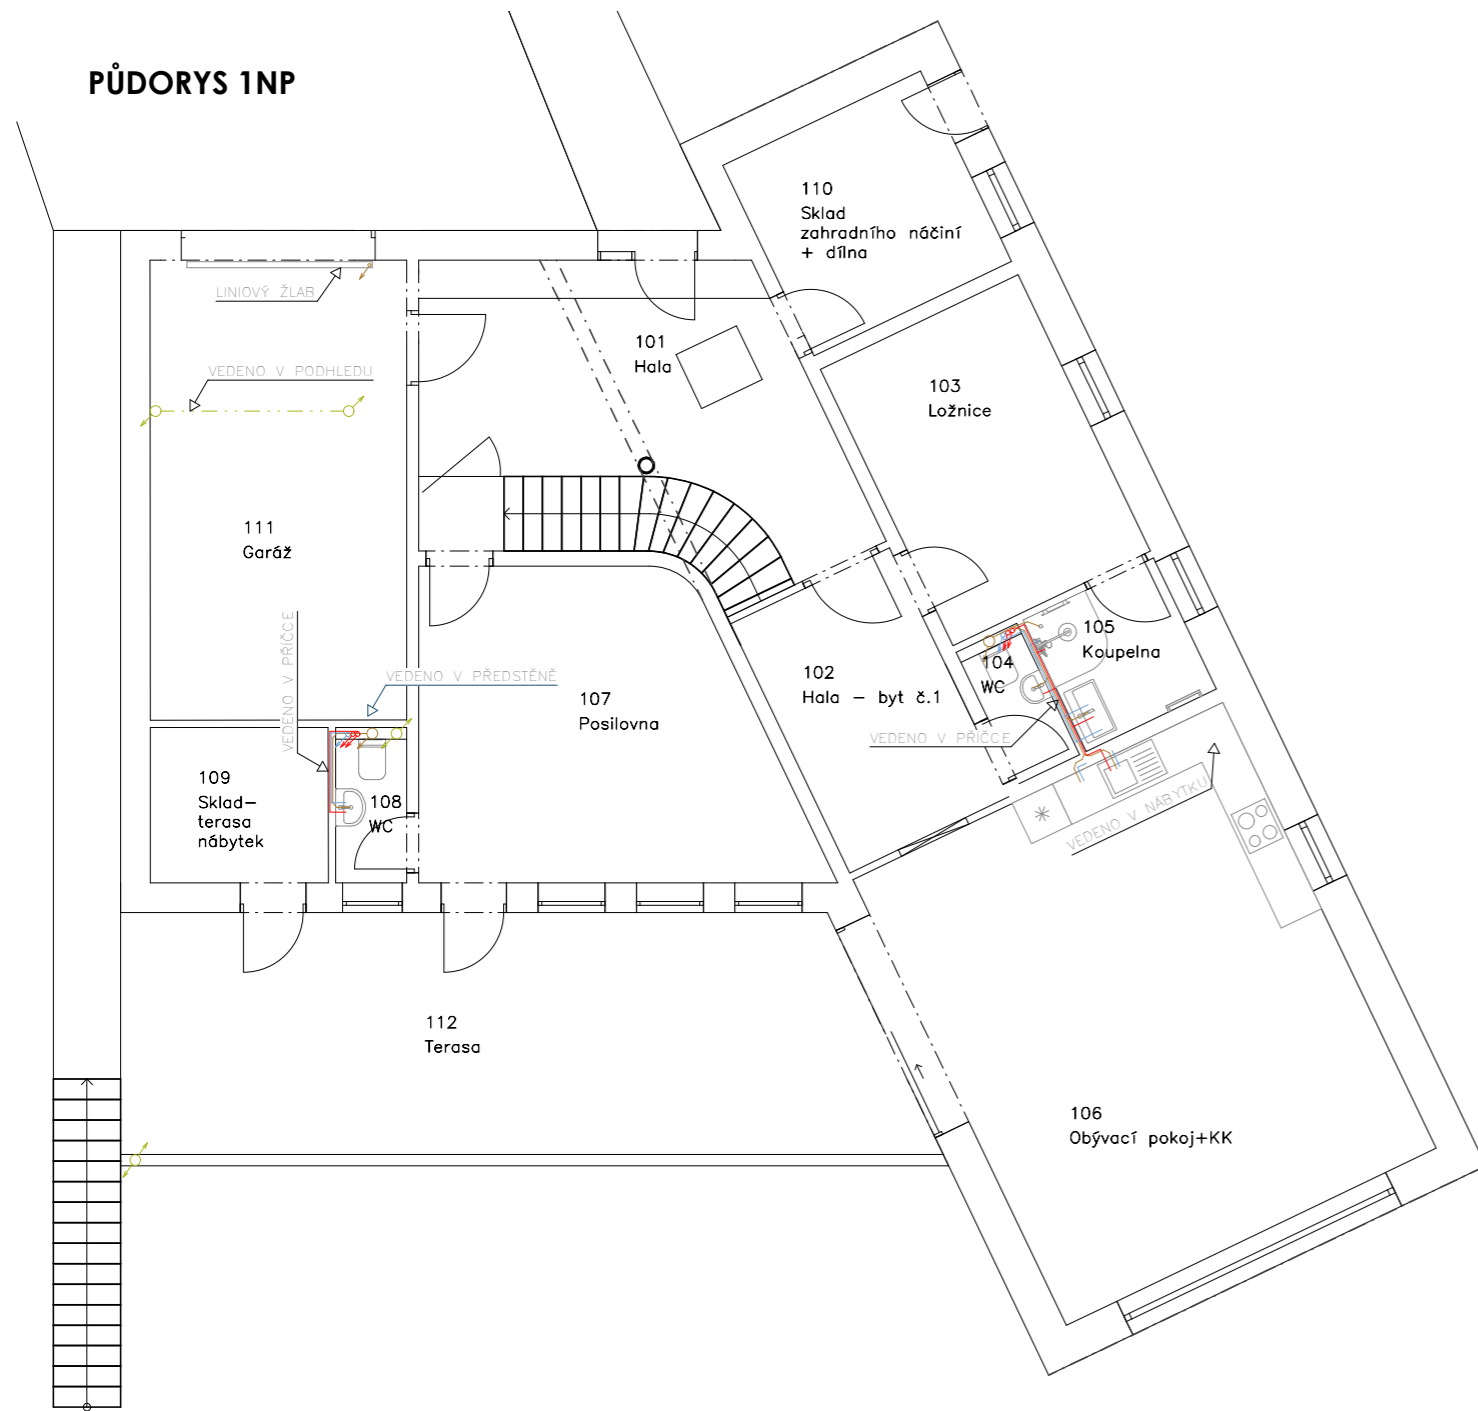 PŮDORYS 1NP
110
Sklad
zahradního náčiní
+ dílna
LINIOVÝ ŽLAB
101
Hala
VEDENO V PODHLEDU
103
Ložnice
111
Garáž
VEDENO V PŘÍČCE
105
Koupelna
104
WC
102
Hala – byt č.1
VEDENO V PŘEDSTĚNĚ
107
Posilovna
VEDENO V PŘÍČCE
109
Sklad–
terasa
nábytek
108
WC
VEDENO V NÁBYTKU
112
Terasa
106
Obývací pokoj+KK